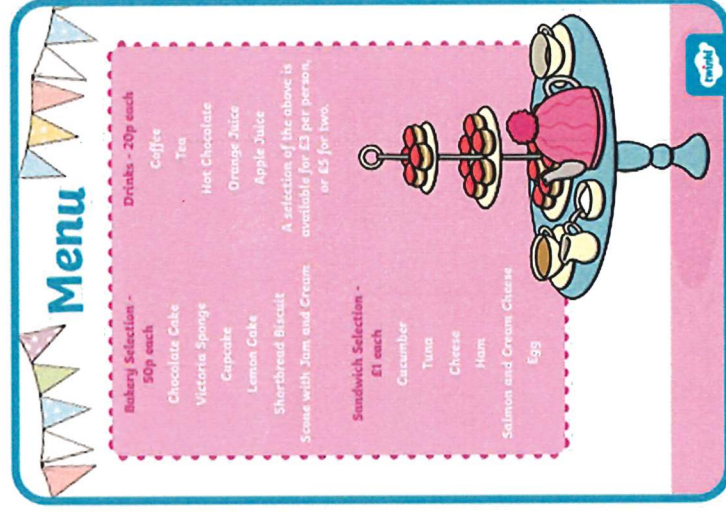 Menu
Bakery Selection -
50p each
Chocolate Cake
Victoria Sponge
Cupcake
Lemon Cake
Shortbread Biscuit
Scone with Jam and Cream
Sandwich Selection -
£1 each
Cucumber
Tuna
Cheese
Ham
Salmon and Cream Cheese
Egg
Drinks - 20p each
Coffee
Tea
Hot Chocolate
Orange Juice
Apple Juice
A selection of the above is
available for £3 per person,
or £5 for two.
twinkl